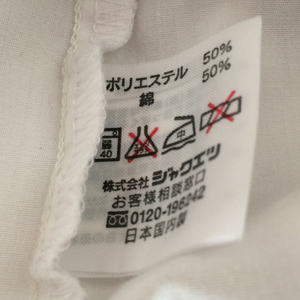 ポリエステル 50%
綿 50%
弱
40
株式会社 シャクエツ
お客様相談窓口
0120-196242
日本国内製